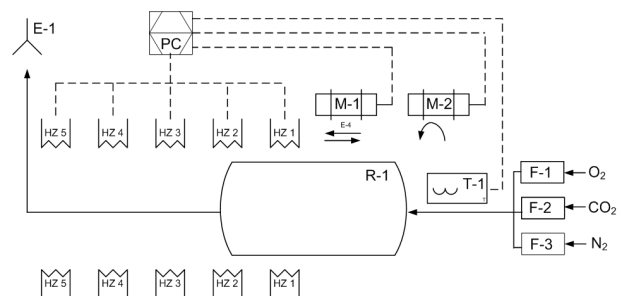 E-1
PC
M-1
M-2
E-4
HZ 5
HZ 4
HZ 3
HZ 2
HZ 1
R-1
T-1
T
F-1
O₂
F-2
CO₂
F-3
N₂
HZ 5
HZ 4
HZ 3
HZ 2
HZ 1